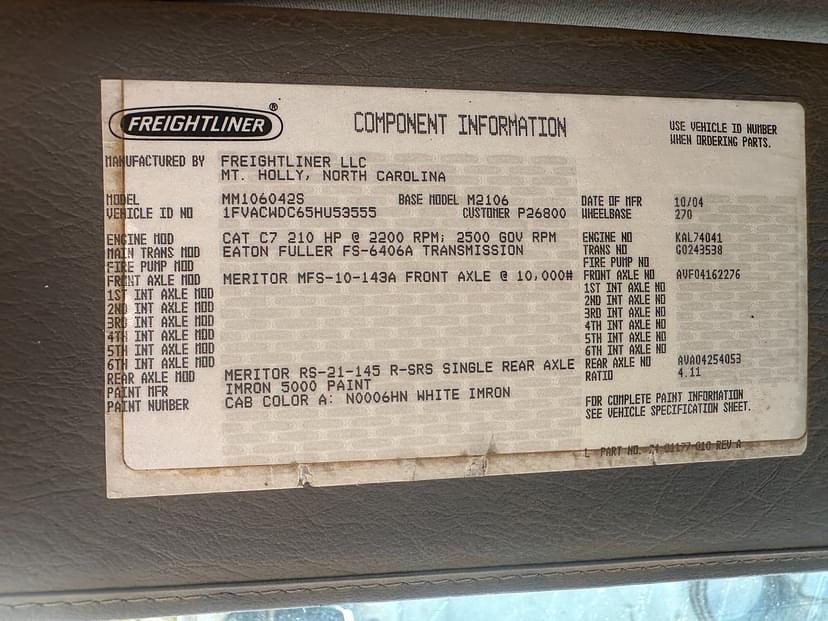 FREIGHTLINER®
COMPONENT INFORMATION
USE VEHICLE ID NUMBER
WHEN ORDERING PARTS.
MANUFACTURED BY FREIGHTLINER LLC
MT. HOLLY, NORTH CAROLINA
MODEL MM106042S BASE MODEL M2106 DATE OF MFR 10/04
VEHICLE ID NO 1FVACWDC65HU53555 CUSTOMER P26800 WHEELBASE 270
ENGINE MOD CAT C7 210 HP @ 2200 RPM; 2500 GOV RPM ENGINE NO KAL74041
MAIN TRANS MOD EATON FULLER FS-6406A TRANSMISSION TRANS NO G0243538
FIRE PUMP MOD FIRE PUMP NO
FRONT AXLE MOD MERITOR MFS-10-143A FRONT AXLE @ 10,000# FRONT AXLE NO AVF04162276
1ST INT AXLE MOD 1ST INT AXLE NO
2ND INT AXLE MOD 2ND INT AXLE NO
3RD INT AXLE MOD 3RD INT AXLE NO
4TH INT AXLE MOD 4TH INT AXLE NO
5TH INT AXLE MOD 5TH INT AXLE NO
6TH INT AXLE MOD 6TH INT AXLE NO
REAR AXLE MOD MERITOR RS-21-145 R-SRS SINGLE REAR AXLE REAR AXLE NO AVA04254053
PAINT MFR IMRON 5000 PAINT RATIO 4.11
PAINT NUMBER CAB COLOR A: N0006HN WHITE IMRON
FOR COMPLETE PAINT INFORMATION
SEE VEHICLE SPECIFICATION SHEET.
L PART NO. 24-01177-010 REV A